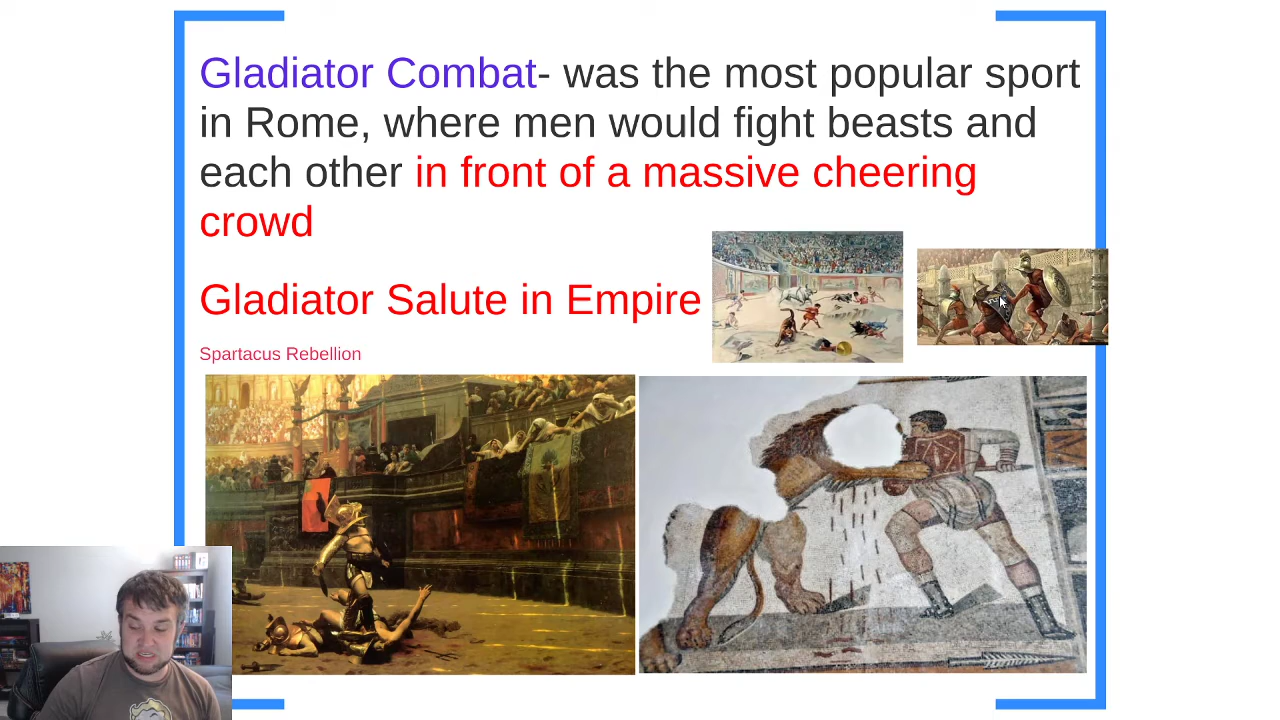 Gladiator Combat- was the most popular sport
in Rome, where men would fight beasts and
each other in front of a massive cheering
crowd
Gladiator Salute in Empire
Spartacus Rebellion